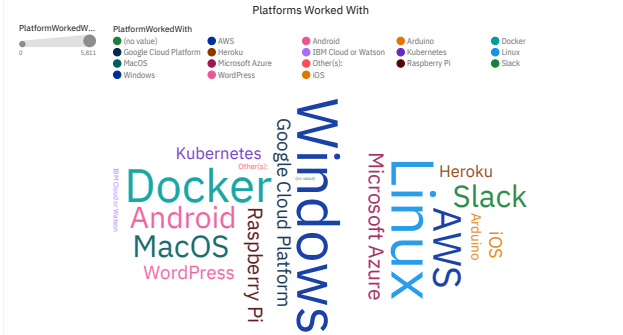 Platforms Worked With
PlatformWorkedW...
0 5,811
PlatformWorkedWith
(no value) AWS Android Arduino Docker
Google Cloud Platform Heroku IBM Cloud or Watson Kubernetes Linux
MacOS Microsoft Azure Other(s): Raspberry Pi Slack
Windows WordPress iOS
Windows
Google Cloud Platform
Kubernetes
Other(s):
(no value)
IBM Cloud or Watson
Docker
Android
MacOS
WordPress
Raspberry Pi
Microsoft Azure
Linux
Heroku
Slack
AWS
Arduino
iOS